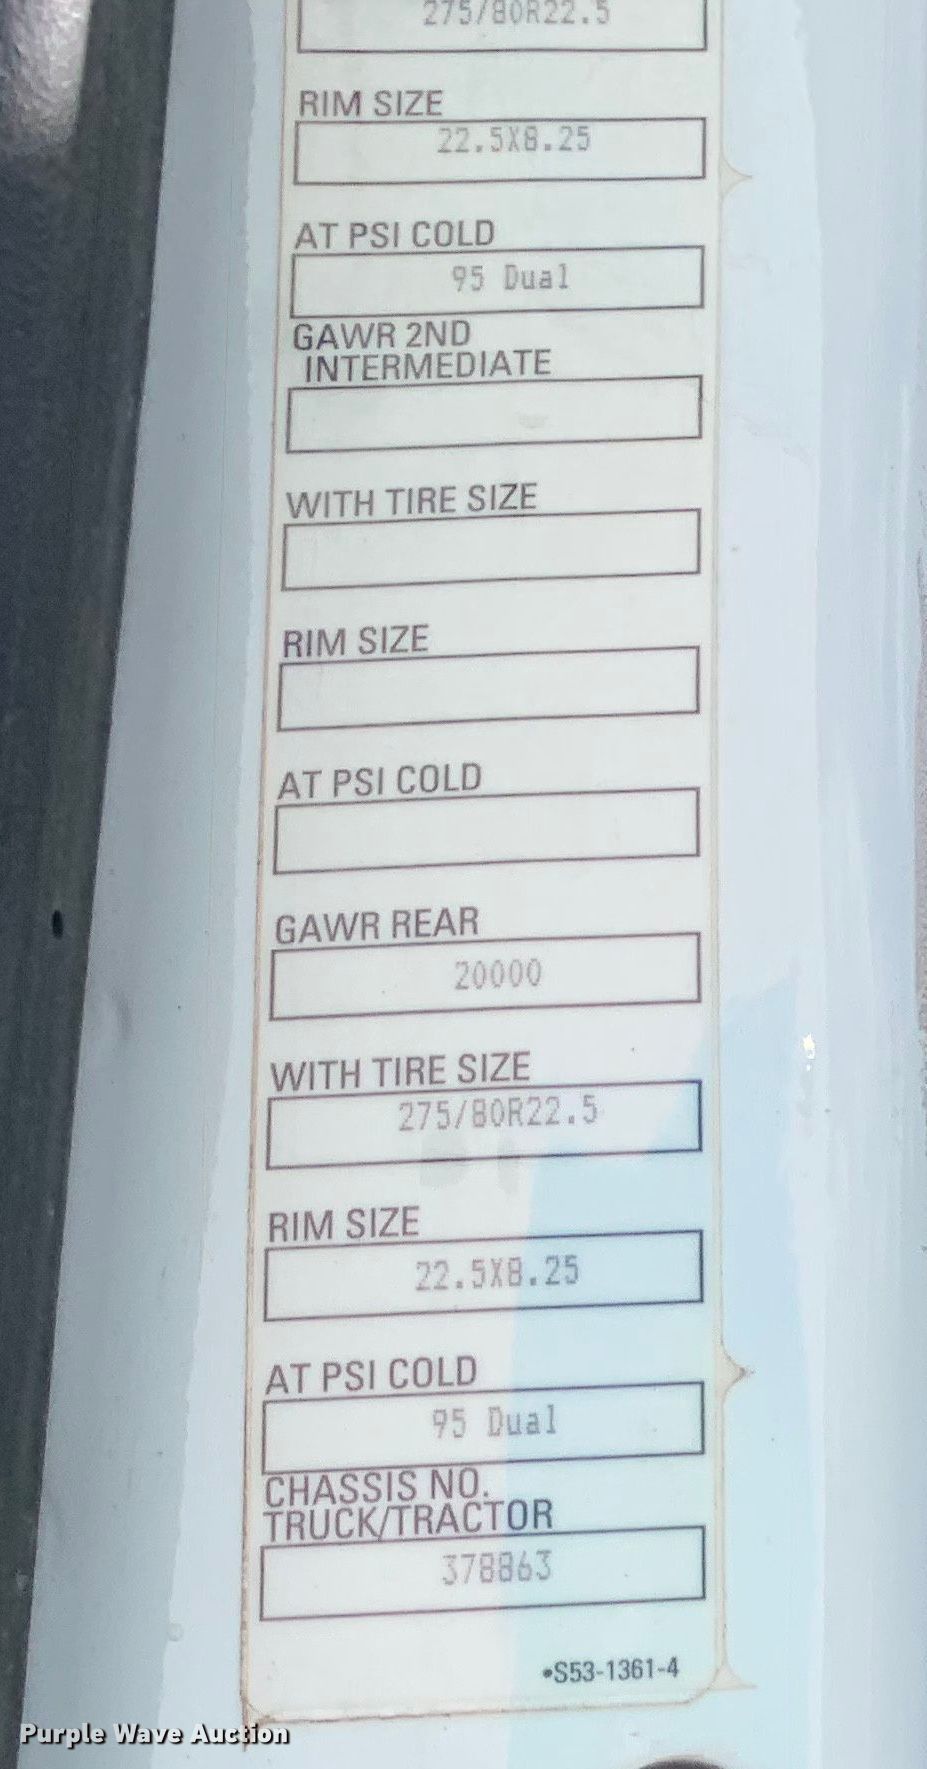 275/80R22.5
RIM SIZE
22.5X8.25
AT PSI COLD
95 Dual
GAWR 2ND
INTERMEDIATE
WITH TIRE SIZE
RIM SIZE
AT PSI COLD
GAWR REAR
20000
WITH TIRE SIZE
275/80R22.5
RIM SIZE
22.5X8.25
AT PSI COLD
95 Dual
CHASSIS NO.
TRUCK/TRACTOR
378863
•S53-1361-4
Purple Wave Auction